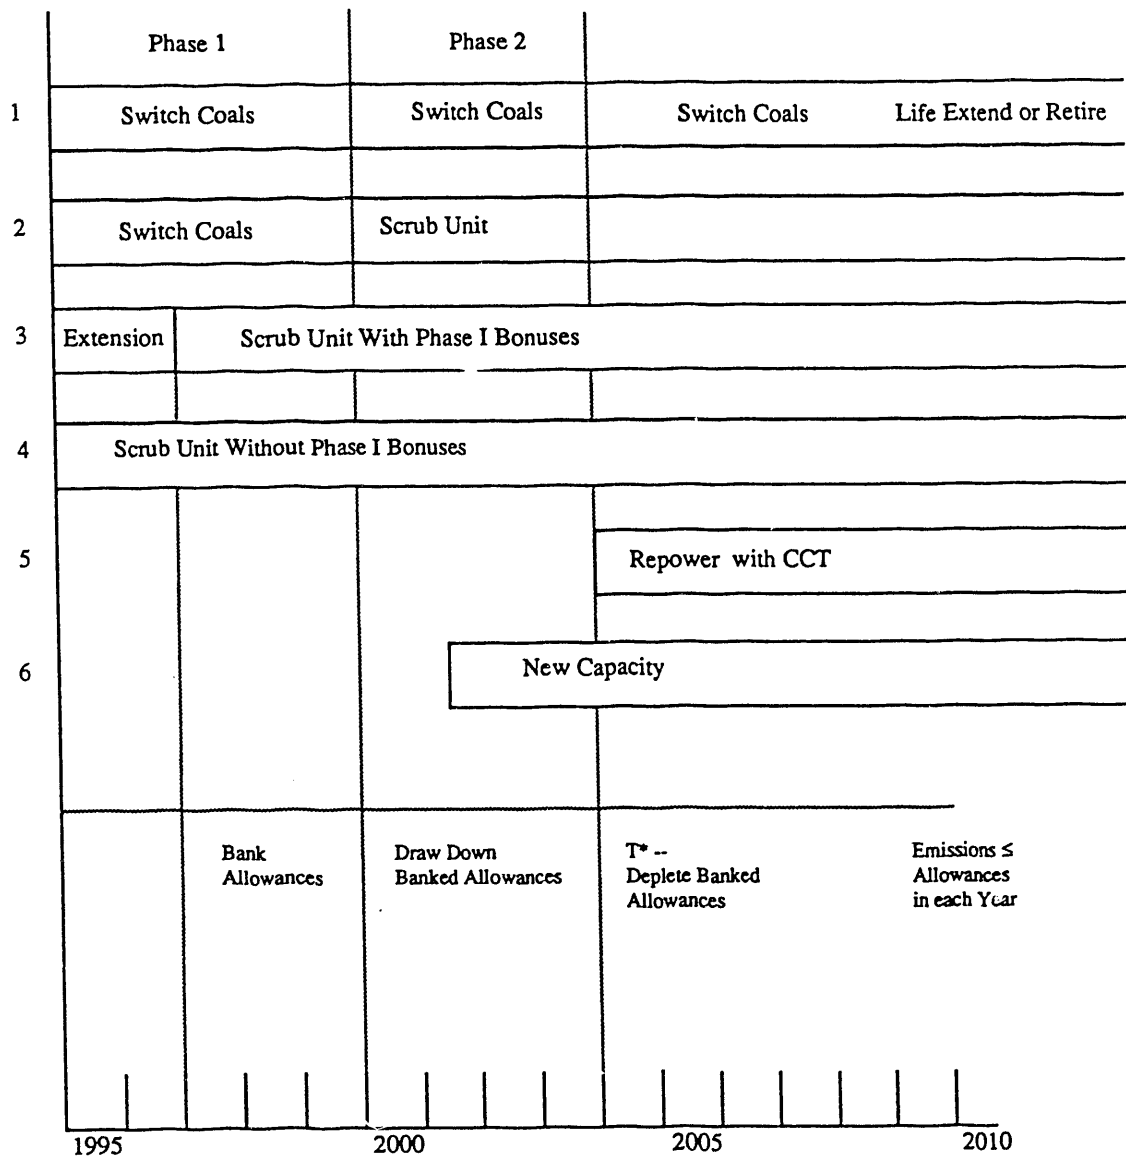 Phase 1
Phase 2
1
Switch Coals
Switch Coals
Switch Coals
Life Extend or Retire
2
Switch Coals
Scrub Unit
3
Extension
Scrub Unit With Phase I Bonuses
4
Scrub Unit Without Phase I Bonuses
5
Repower with CCT
6
New Capacity
Bank
Allowances
Draw Down
Banked Allowances
T* --
Deplete Banked
Allowances
Emissions ≤
Allowances
in each Year
1995
2000
2005
2010